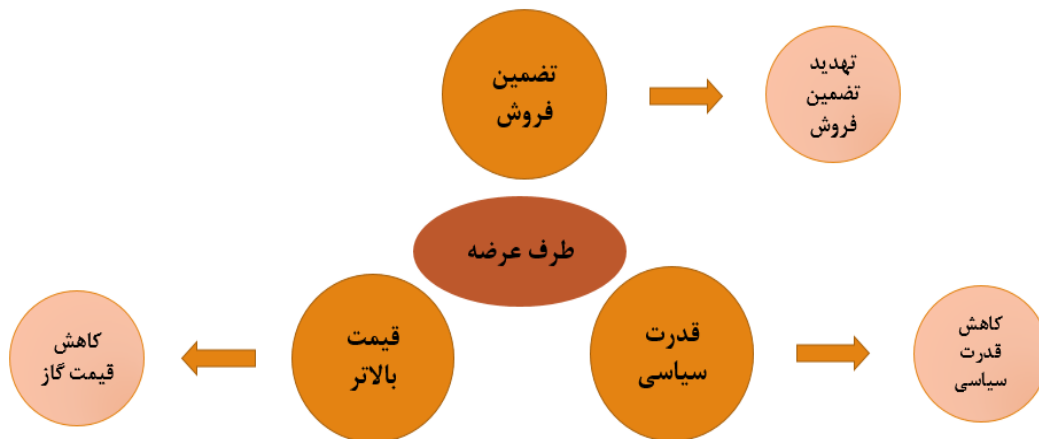 تضمین
فروش
تهدید
تضمین
فروش
طرف عرضه
قدرت
سیاسی
کاهش
قدرت
سیاسی
قیمت
بالاتر
کاهش
قیمت گاز